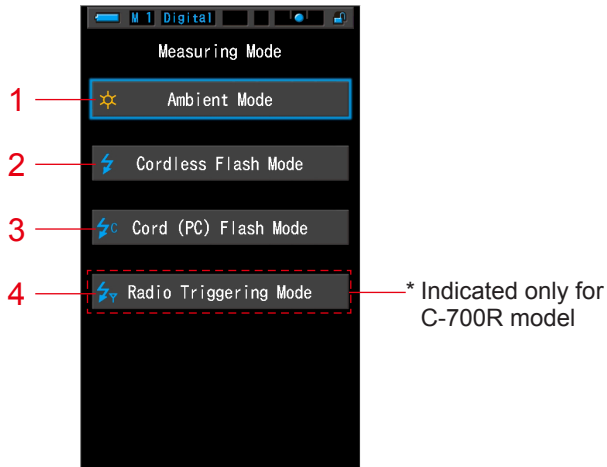 M 1 Digital
Measuring Mode
1 Ambient Mode
2 Cordless Flash Mode
3 C Cord (PC) Flash Mode
4 Radio Triggering Mode
* Indicated only for
C-700R model